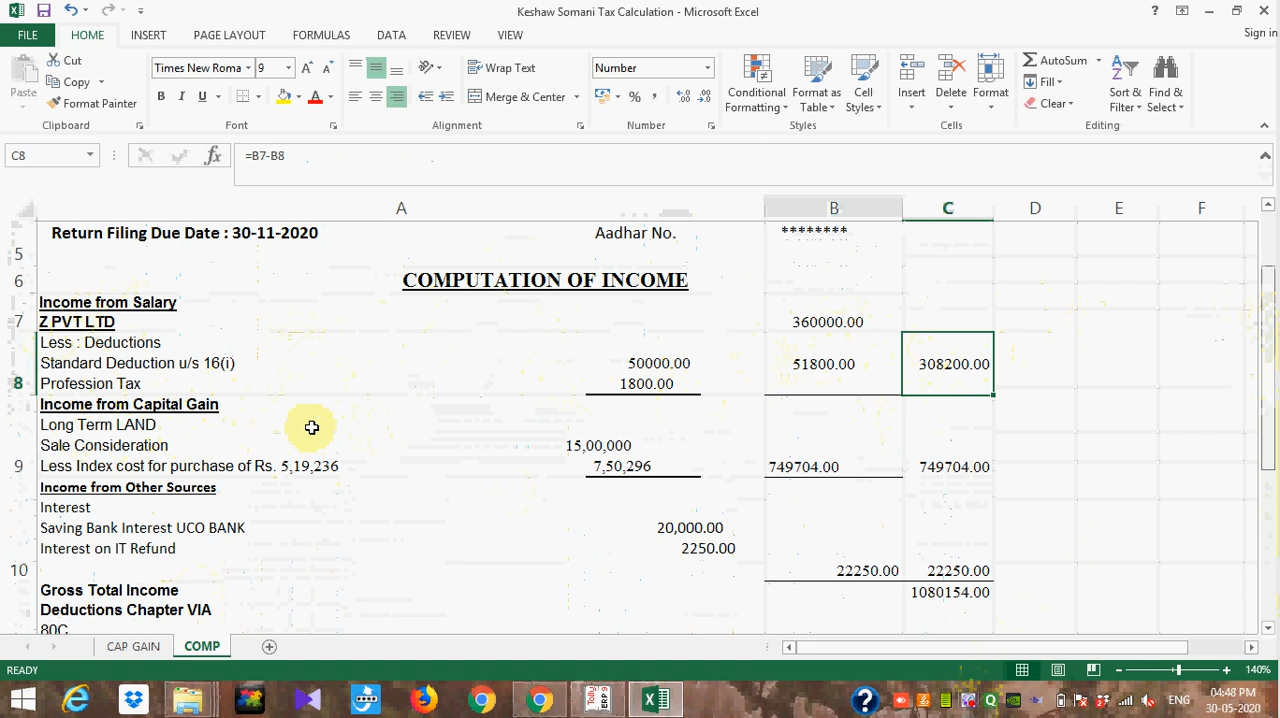 Keshaw Somani Tax Calculation - Microsoft Excel
Sign in
FILE HOME INSERT PAGE LAYOUT FORMULAS DATA REVIEW VIEW
Paste Cut Copy Format Painter
Times New Roma 9
B I U
Wrap Text
Merge & Center
Number
Conditional Formatting Format as Table Cell Styles
Insert Delete Format
AutoSum
Fill
Clear
Sort & Filter Find & Select
Clipboard Font Alignment Number Styles Cells Editing
C8 fx =B7-B8
A B C D E F
Return Filing Due Date : 30-11-2020 Aadhar No. ********
5
6 COMPUTATION OF INCOME
Income from Salary
7 Z PVT LTD 360000.00
Less : Deductions
Standard Deduction u/s 16(i) 50000.00 51800.00 308200.00
8 Profession Tax 1800.00
Income from Capital Gain
Long Term LAND
Sale Consideration 15,00,000
9 Less Index cost for purchase of Rs. 5,19,236 7,50,296 749704.00 749704.00
Income from Other Sources
Interest
Saving Bank Interest UCO BANK 20,000.00
Interest on IT Refund 2250.00
10 22250.00 22250.00
Gross Total Income 1080154.00
Deductions Chapter VIA
80C
CAP GAIN COMP
READY 140%
ENG 04:48 PM
30-05-2020